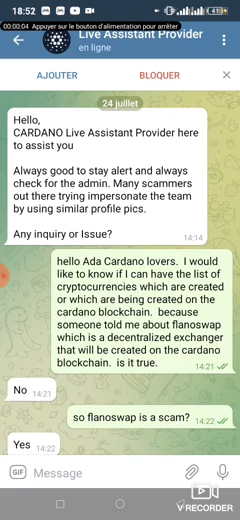 18:52
41
00:00:04 Appuyer sur le bouton d'alimentation pour arrêter
Live Assistant Provider
en ligne
AJOUTER
BLOQUER
24 juillet
Hello,
CARDANO Live Assistant Provider here
to assist you
Always good to stay alert and always
check for the admin. Many scammers
out there trying impersonate the team
by using similar profile pics.
Any inquiry or Issue?
14:14
hello Ada Cardano lovers. I would
like to know if I can have the list of
cryptocurrencies which are created
or which are being created on the
cardano blockchain. because
someone told me about flanoswap
which is a decentralized exchanger
that will be created on the cardano
blockchain. is it true.
14:21
No
14:21
so flanoswap is a scam?
14:22
Yes
14:22
GIF
Message
V RECORDER